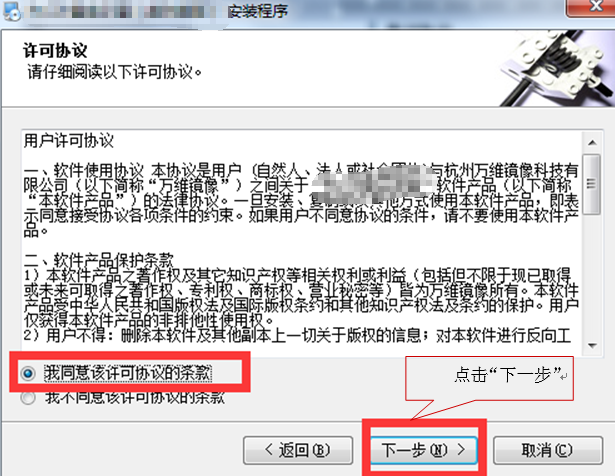 安装程序
许可协议
请仔细阅读以下许可协议。
用户许可协议
一、软件使用协议 本协议是用户（自然人、法人或社会团体)与杭州万维镜像科技有
限公司（以下简称“万维镜像”）之间关于 软件产品（以下简称
“本软件产品”）的法律协议。一旦安装、复制或以其他方式使用本软件产品，即表
示同意接受协议各项条件的约束。如果用户不同意协议的条件，请不要使用本软件产
品。
二、软件产品保护条款
1）本软件产品之著作权及其它知识产权等相关权利或利益（包括但不限于现已取得
或未来可取得之著作权、专利权、商标权、营业秘密等）皆为万维镜像所有。本软件
产品受中华人民共和国版权法及国际版权条约和其他知识产权法及条约的保护。用户
仅获得本软件产品的非排他性使用权。
2）用户不得：删除本软件及其他副本上一切关于版权的信息；对本软件进行反向工
我同意该许可协议的条款
点击“下一步”
我不同意该许可协议的条款
< 返回(B)
下一步(N) >
取消(C)